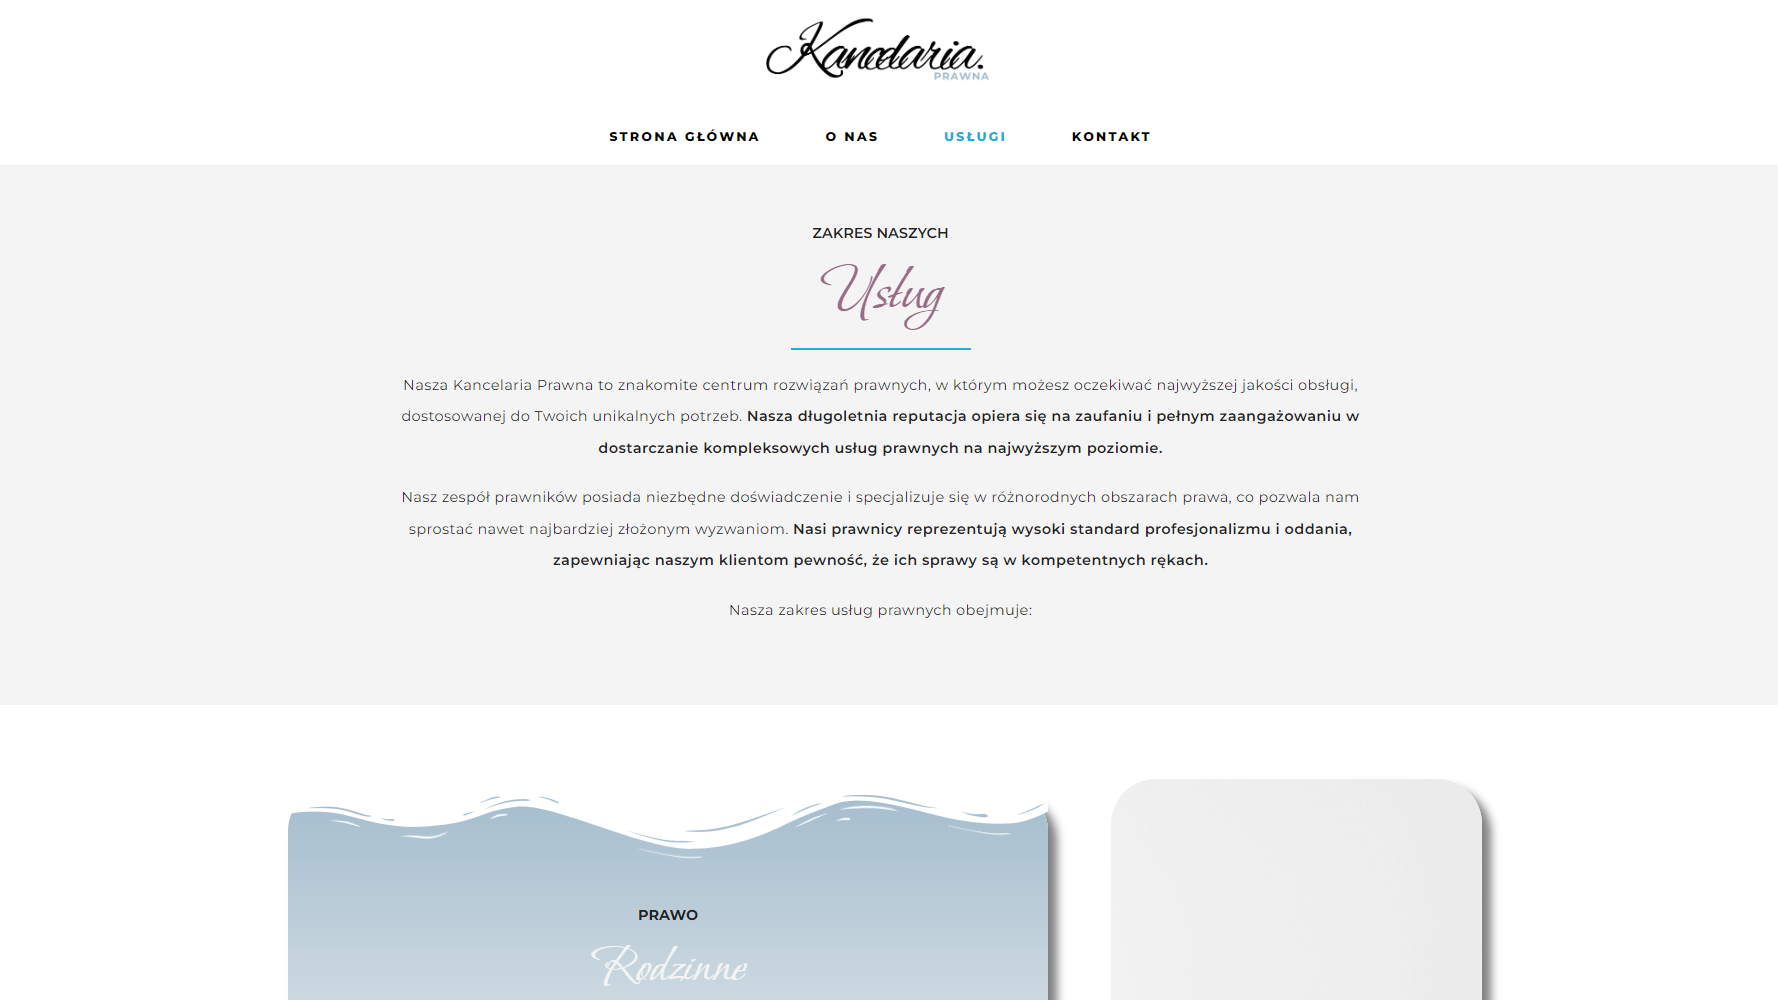 Kancelaria.
PRAWNA
STRONA GŁÓWNA
O NAS
USŁUGI
KONTAKT
ZAKRES NASZYCH
Usług
Nasza Kancelaria Prawna to znakomite centrum rozwiązań prawnych, w którym możesz oczekiwać najwyższej jakości obsługi,
dostosowanej do Twoich unikalnych potrzeb. Nasza długoletnia reputacja opiera się na zaufaniu i pełnym zaangażowaniu w
dostarczanie kompleksowych usług prawnych na najwyższym poziomie.
Nasz zespół prawników posiada niezbędne doświadczenie i specjalizuje się w różnorodnych obszarach prawa, co pozwala nam
sprostać nawet najbardziej złożonym wyzwaniom. Nasi prawnicy reprezentują wysoki standard profesjonalizmu i oddania,
zapewniając naszym klientom pewność, że ich sprawy są w kompetentnych rękach.
Nasza zakres usług prawnych obejmuje:
PRAWO
Rodzinne